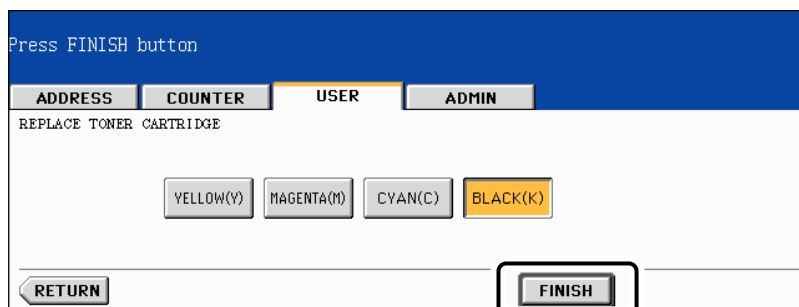 Press FINISH button
ADDRESS COUNTER USER ADMIN
REPLACE TONER CARTRIDGE
YELLOW(Y) MAGENTA(M) CYAN(C) BLACK(K)
RETURN FINISH